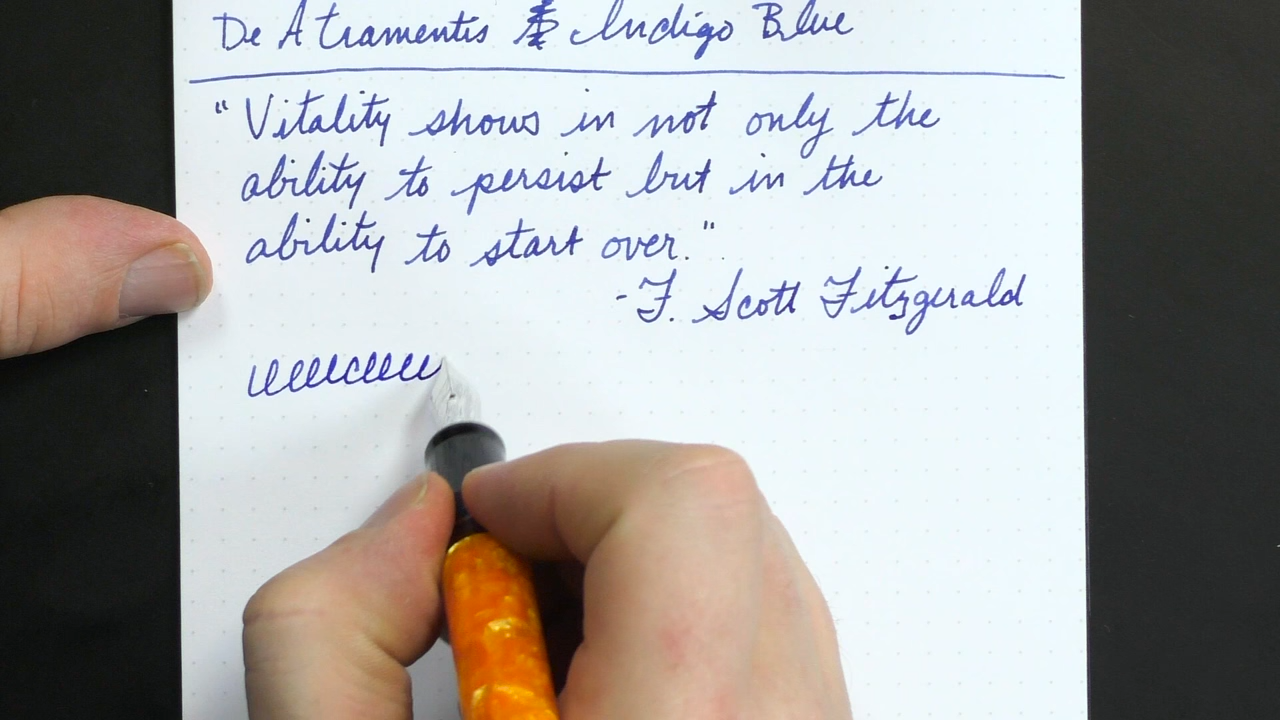 De Atramentis Indigo Blue
"Vitality shows in not only the
ability to persist but in the
ability to start over."
-F. Scott Fitzgerald